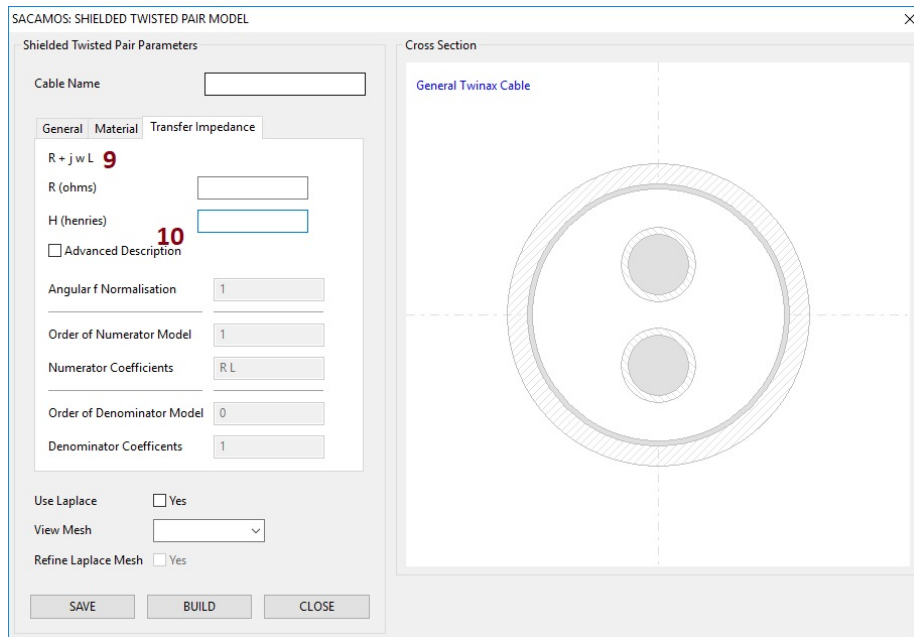 SACAMOS: SHIELDED TWISTED PAIR MODEL
Shielded Twisted Pair Parameters
Cable Name
General Material Transfer Impedance
R + j w L 9
R (ohms)
H (henries)
10
Advanced Description
Angular f Normalisation 1
Order of Numerator Model 1
Numerator Coefficients R L
Order of Denominator Model 0
Denominator Coefficents 1
Use Laplace Yes
View Mesh
Refine Laplace Mesh Yes
SAVE BUILD CLOSE
Cross Section
General Twinax Cable